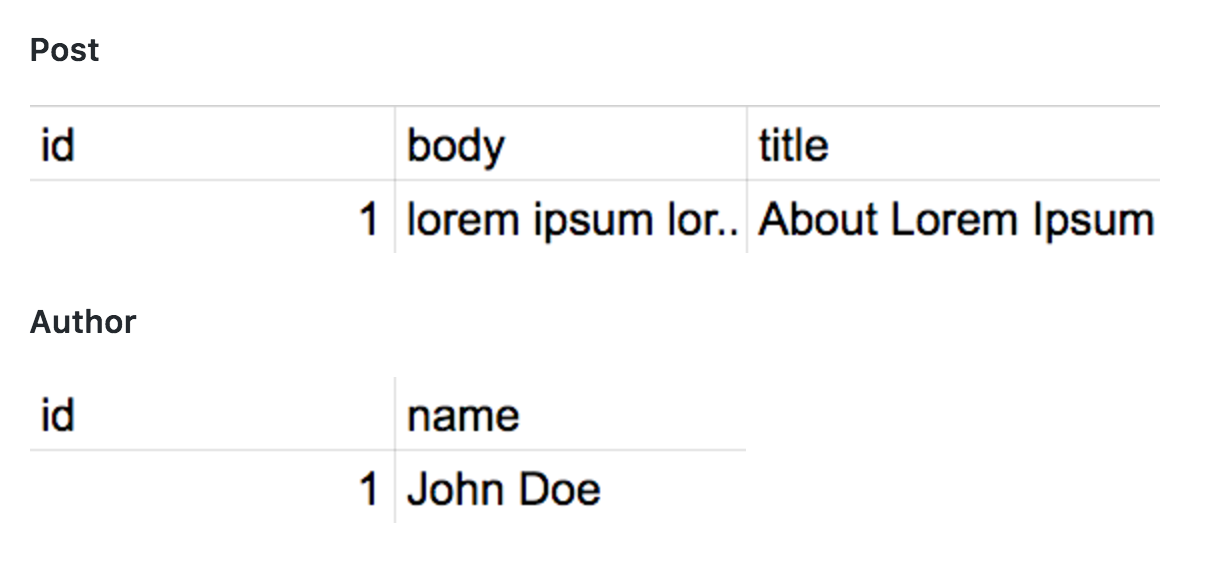 Post
id body title
1 lorem ipsum lor.. About Lorem Ipsum
Author
id name
1 John Doe